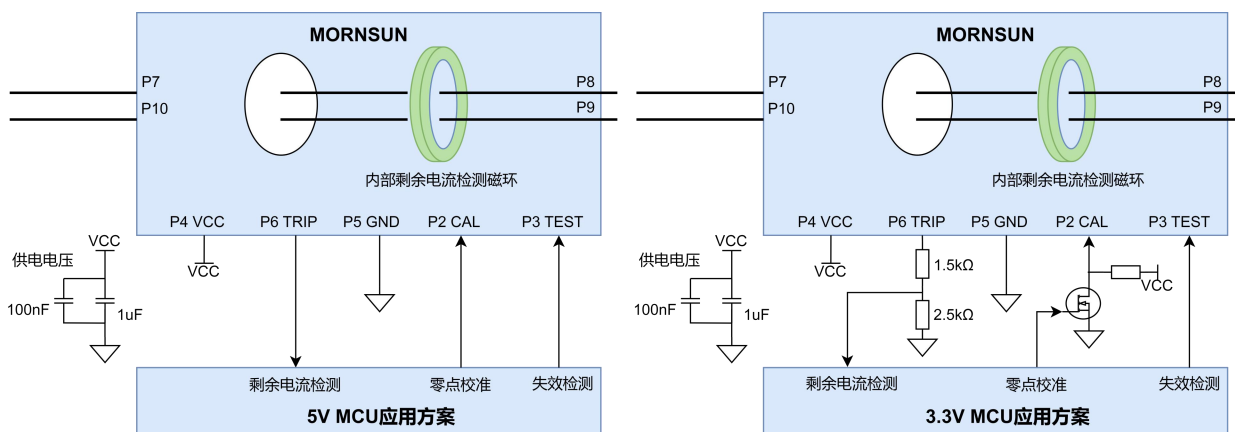 MORNSUN
P7
P8
P10
P9
内部剩余电流检测磁环
P4 VCC
P6 TRIP
P5 GND
P2 CAL
P3 TEST
VCC
供电电压
VCC
100nF
1uF
剩余电流检测
零点校准
失效检测
5V MCU应用方案
MORNSUN
P7
P8
P10
P9
内部剩余电流检测磁环
P4 VCC
P6 TRIP
P5 GND
P2 CAL
P3 TEST
VCC
供电电压
VCC
1.5kΩ
VCC
100nF
1uF
2.5kΩ
剩余电流检测
零点校准
失效检测
3.3V MCU应用方案